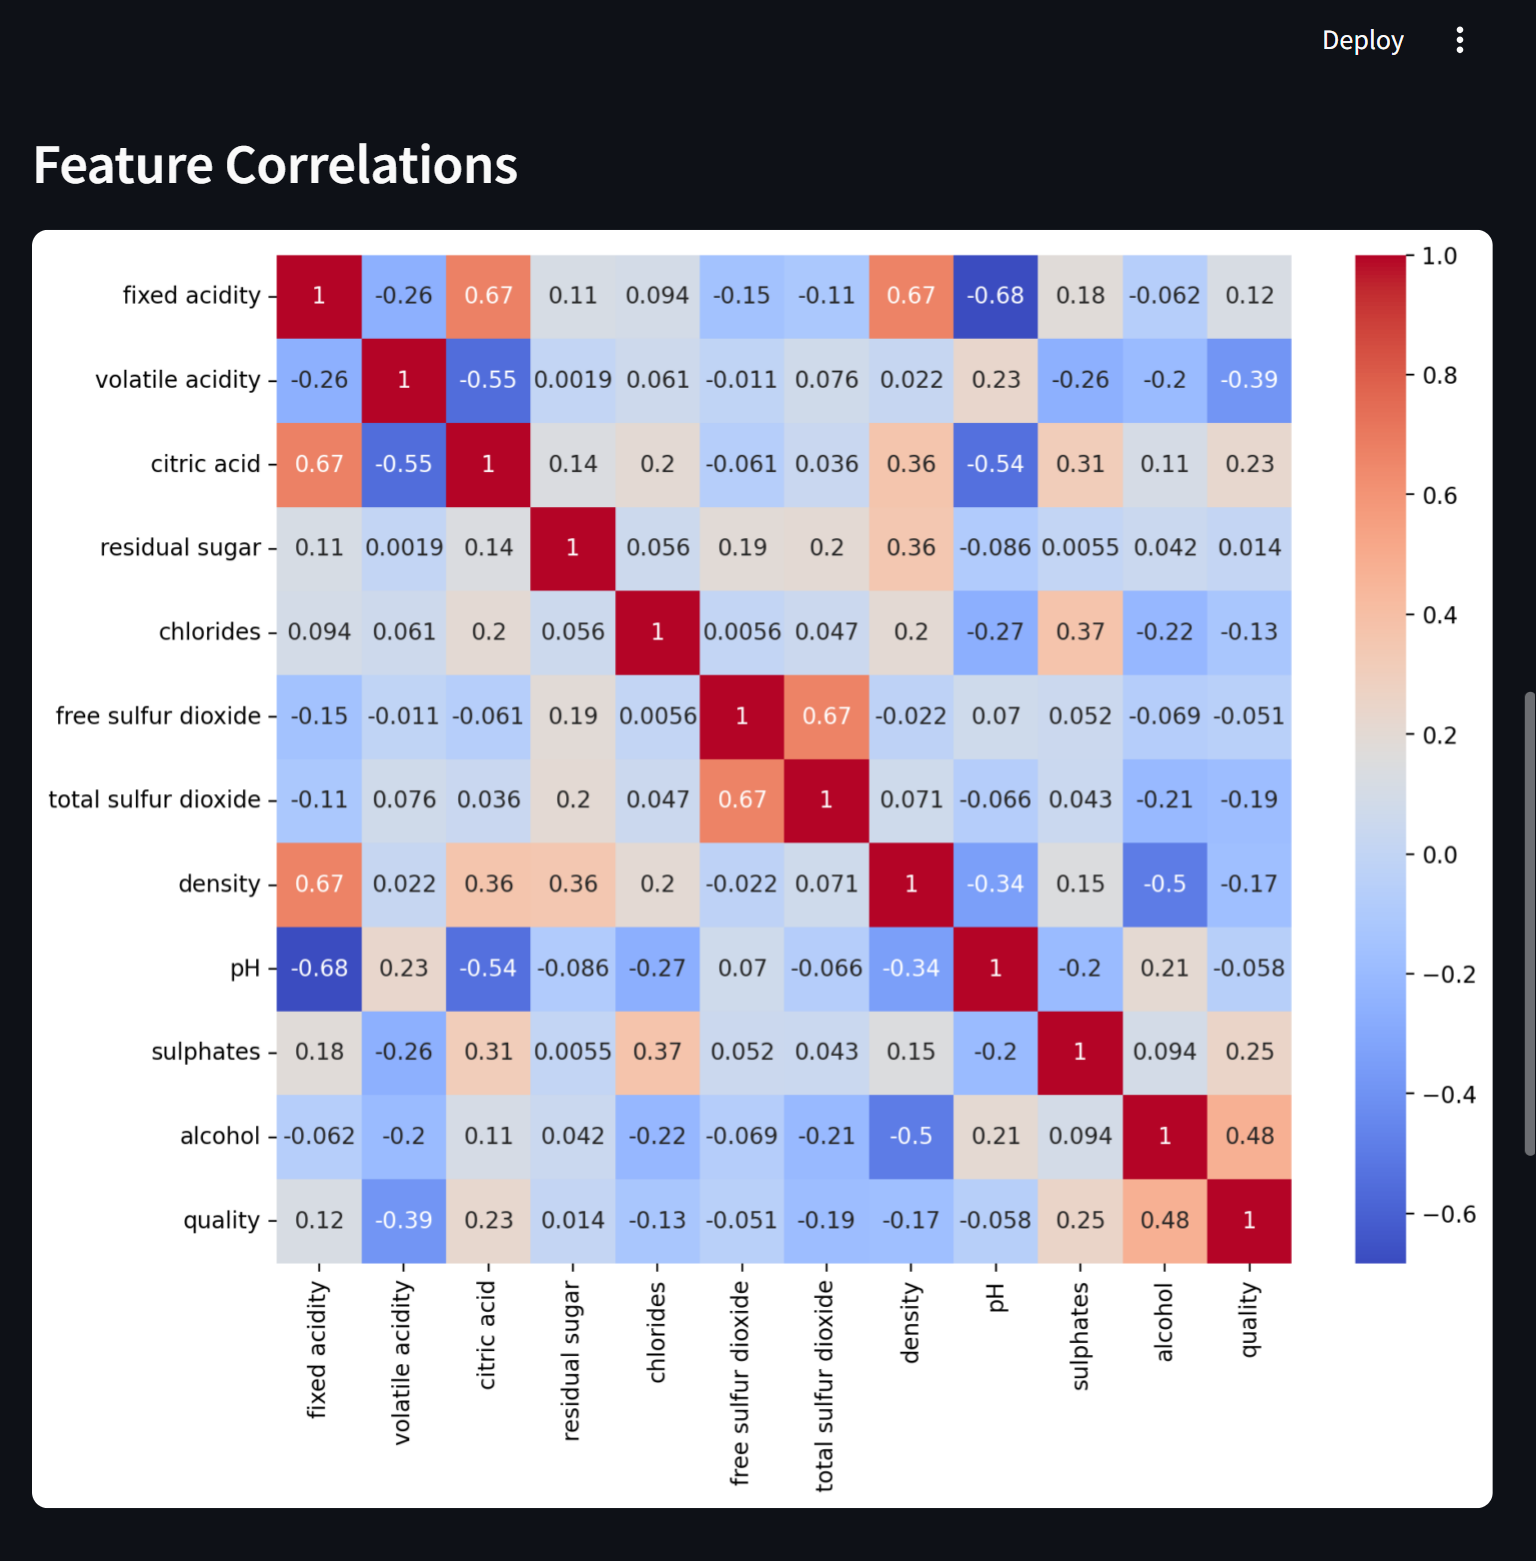 Deploy
Feature Correlations
fixed acidity 1 -0.26 0.67 0.11 0.094 -0.15 -0.11 0.67 -0.68 0.18 -0.062 0.12
volatile acidity -0.26 1 -0.55 0.0019 0.061 -0.011 0.076 0.022 0.23 -0.26 -0.2 -0.39
citric acid 0.67 -0.55 1 0.14 0.2 -0.061 0.036 0.36 -0.54 0.31 0.11 0.23
residual sugar 0.11 0.0019 0.14 1 0.056 0.19 0.2 0.36 -0.086 0.0055 0.042 0.014
chlorides 0.094 0.061 0.2 0.056 1 0.0056 0.047 0.2 -0.27 0.37 -0.22 -0.13
free sulfur dioxide -0.15 -0.011 -0.061 0.19 0.0056 1 0.67 -0.022 0.07 0.052 -0.069 -0.051
total sulfur dioxide -0.11 0.076 0.036 0.2 0.047 0.67 1 0.071 -0.066 0.043 -0.21 -0.19
density 0.67 0.022 0.36 0.36 0.2 -0.022 0.071 1 -0.34 0.15 -0.5 -0.17
pH -0.68 0.23 -0.54 -0.086 -0.27 0.07 -0.066 -0.34 1 -0.2 0.21 -0.058
sulphates 0.18 -0.26 0.31 0.0055 0.37 0.052 0.043 0.15 -0.2 1 0.094 0.25
alcohol -0.062 -0.2 0.11 0.042 -0.22 -0.069 -0.21 -0.5 0.21 0.094 1 0.48
quality 0.12 -0.39 0.23 0.014 -0.13 -0.051 -0.19 -0.17 -0.058 0.25 0.48 1
fixed acidity
volatile acidity
citric acid
residual sugar
chlorides
free sulfur dioxide
total sulfur dioxide
density
pH
sulphates
alcohol
quality
1.0
0.8
0.6
0.4
0.2
0.0
−0.2
−0.4
−0.6